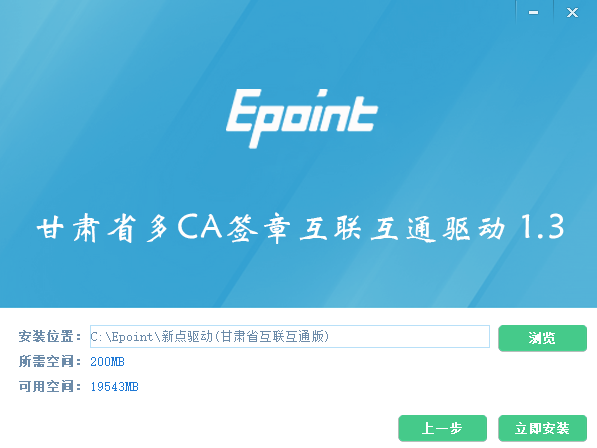 Epoint
甘肃省多CA签章互联互通驱动 1.3
安装位置： C:\Epoint\新点驱动(甘肃省互联互通版) 浏览
所需空间： 200MB
可用空间： 19543MB
上一步 立即安装